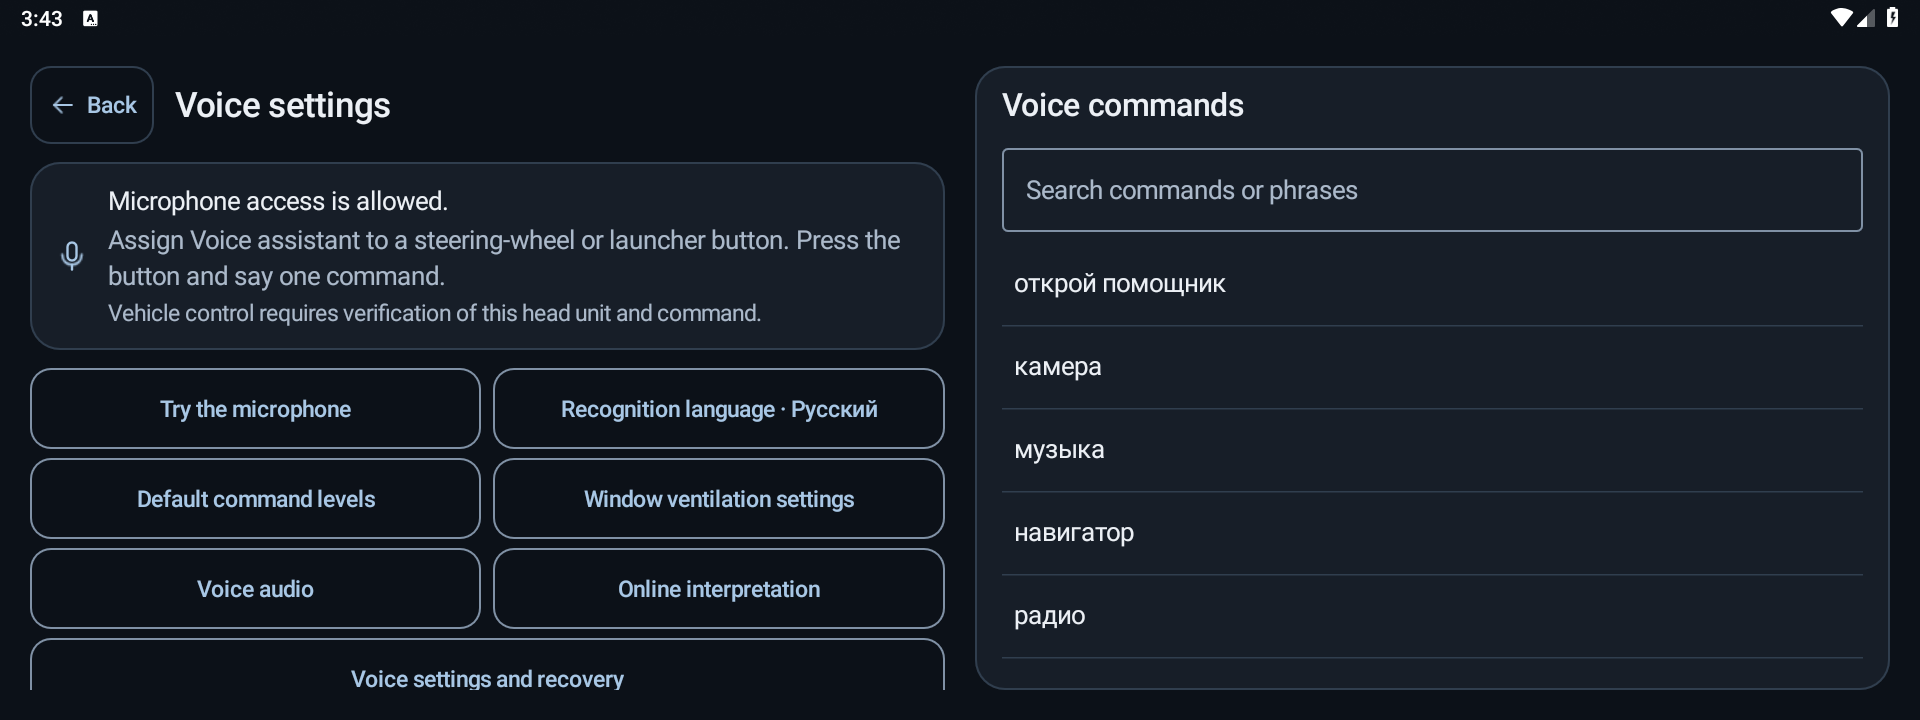 3:43
Back
Voice settings
Microphone access is allowed.
Assign Voice assistant to a steering-wheel or launcher button. Press the
button and say one command.
Vehicle control requires verification of this head unit and command.
Try the microphone
Recognition language · Русский
Default command levels
Window ventilation settings
Voice audio
Online interpretation
Voice settings and recovery
Voice commands
Search commands or phrases
открой помощник
камера
музыка
навигатор
радио